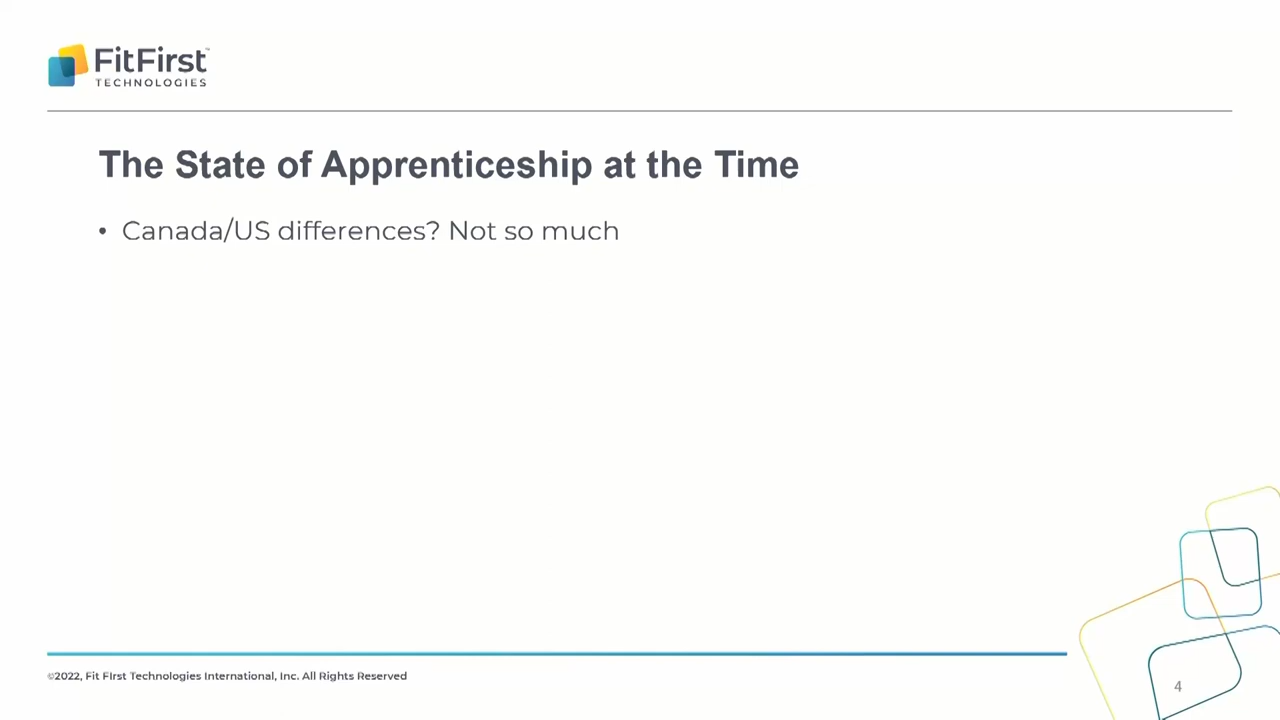 FitFirst™
TECHNOLOGIES
The State of Apprenticeship at the Time
• Canada/US differences? Not so much
©2022, Fit FIrst Technologies International, Inc. All Rights Reserved
4